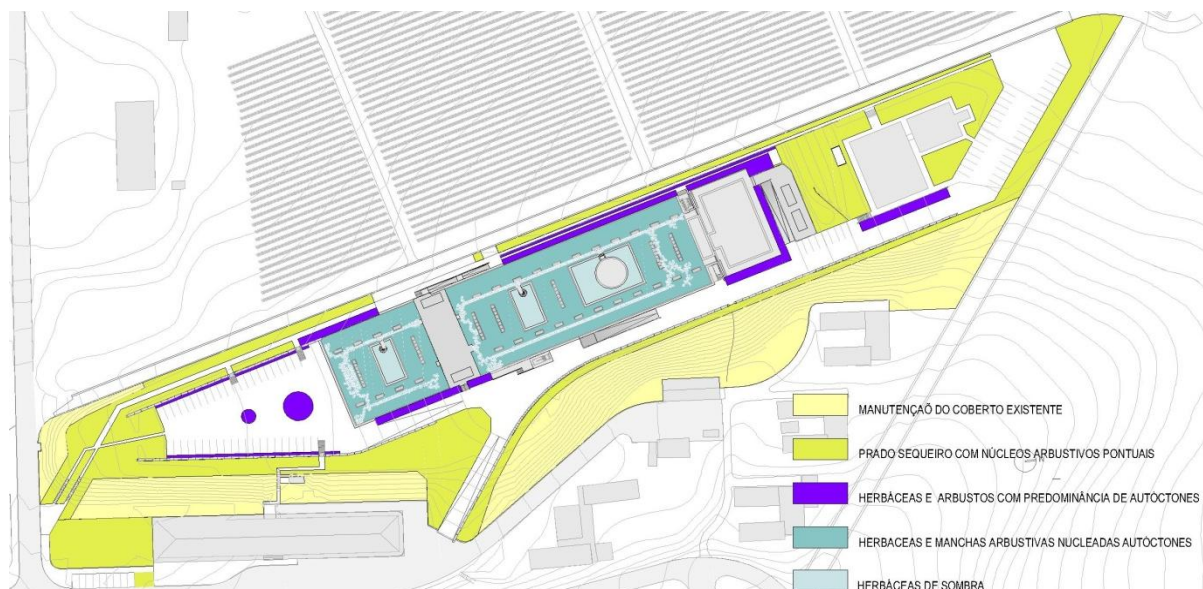 MANUTENÇAÕ DO COBERTO EXISTENTE
PRADO SEQUEIRO COM NÚCLEOS ARBUSTIVOS PONTUAIS
HERBÁCEAS E ARBUSTOS COM PREDOMINÂNCIA DE AUTÓCTONES
HERBACEAS E MANCHAS ARBUSTIVAS NUCLEADAS AUTÓCTONES
HERBÁCEAS DE SOMBRA